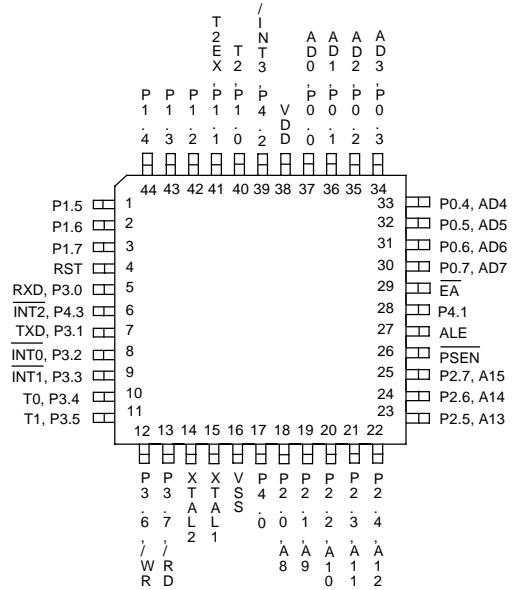 P1.4
P1.3
P1.2
T2EX,P1.1
T2,P1.0
/INT3,P4.2
VDD
AD0,P0.0
AD1,P0.1
AD2,P0.2
AD3,P0.3
44 43 42 41 40 39 38 37 36 35 34
P1.5 1
P1.6 2
P1.7 3
RST 4
RXD, P3.0 5
INT2, P4.3 6
TXD, P3.1 7
INT0, P3.2 8
INT1, P3.3 9
T0, P3.4 10
T1, P3.5 11
33 P0.4, AD4
32 P0.5, AD5
31 P0.6, AD6
30 P0.7, AD7
29 EA
28 P4.1
27 ALE
26 PSEN
25 P2.7, A15
24 P2.6, A14
23 P2.5, A13
12 13 14 15 16 17 18 19 20 21 22
P3.6,/WR
P3.7,/RD
XTAL2
XTAL1
VSS
P4.0
P2.0,A8
P2.1,A9
P2.2,A10
P2.3,A11
P2.4,A12